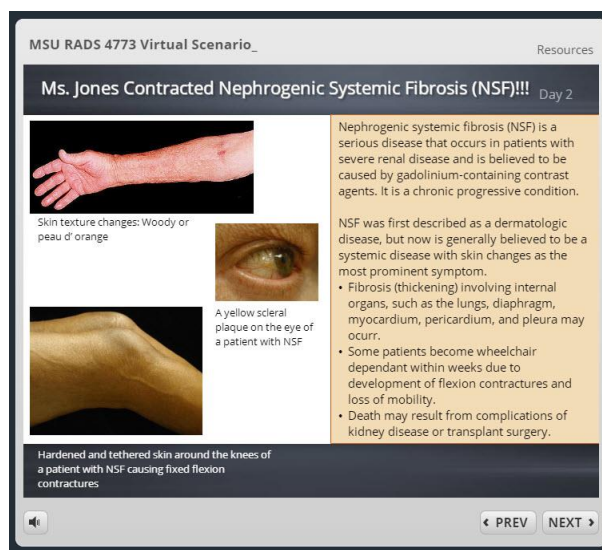 MSU RADS 4773 Virtual Scenario_
Resources
Ms. Jones Contracted Nephrogenic Systemic Fibrosis (NSF)!!! Day 2
Skin texture changes: Woody or
peau d' orange
A yellow scleral
plaque on the eye of
a patient with NSF
Hardened and tethered skin around the knees of
a patient with NSF causing fixed flexion
contractures
Nephrogenic systemic fibrosis (NSF) is a
serious disease that occurs in patients with
severe renal disease and is believed to be
caused by gadolinium-containing contrast
agents. It is a chronic progressive condition.
NSF was first described as a dermatologic
disease, but now is generally believed to be a
systemic disease with skin changes as the
most prominent symptom.
• Fibrosis (thickening) involving internal
organs, such as the lungs, diaphragm,
myocardium, pericardium, and pleura may
ocurr.
• Some patients become wheelchair
dependant within weeks due to
development of flexion contractures and
loss of mobility.
• Death may result from complications of
kidney disease or transplant surgery.
PREV
NEXT